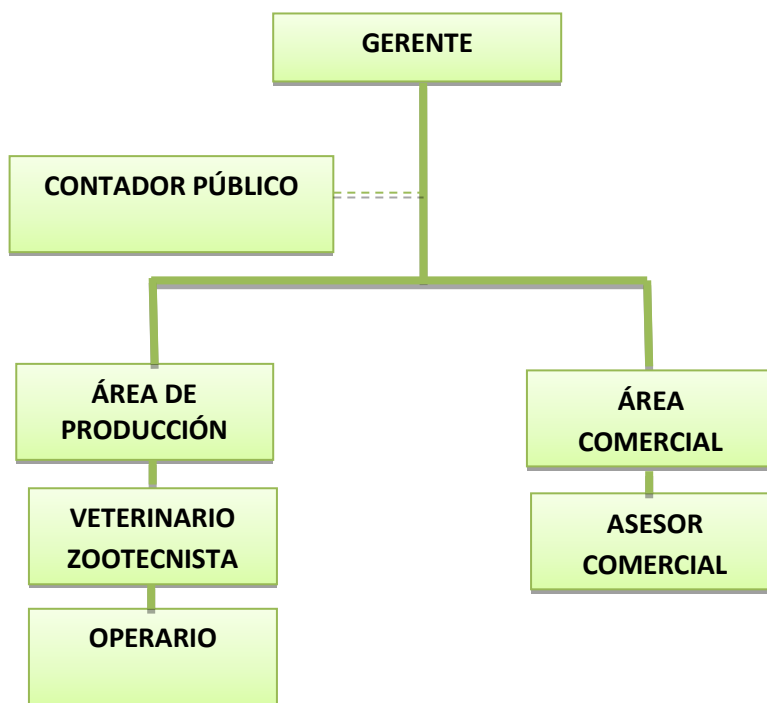 GERENTE
CONTADOR PÚBLICO
ÁREA DE
PRODUCCIÓN
VETERINARIO
ZOOTECNISTA
OPERARIO
ÁREA
COMERCIAL
ASESOR
COMERCIAL